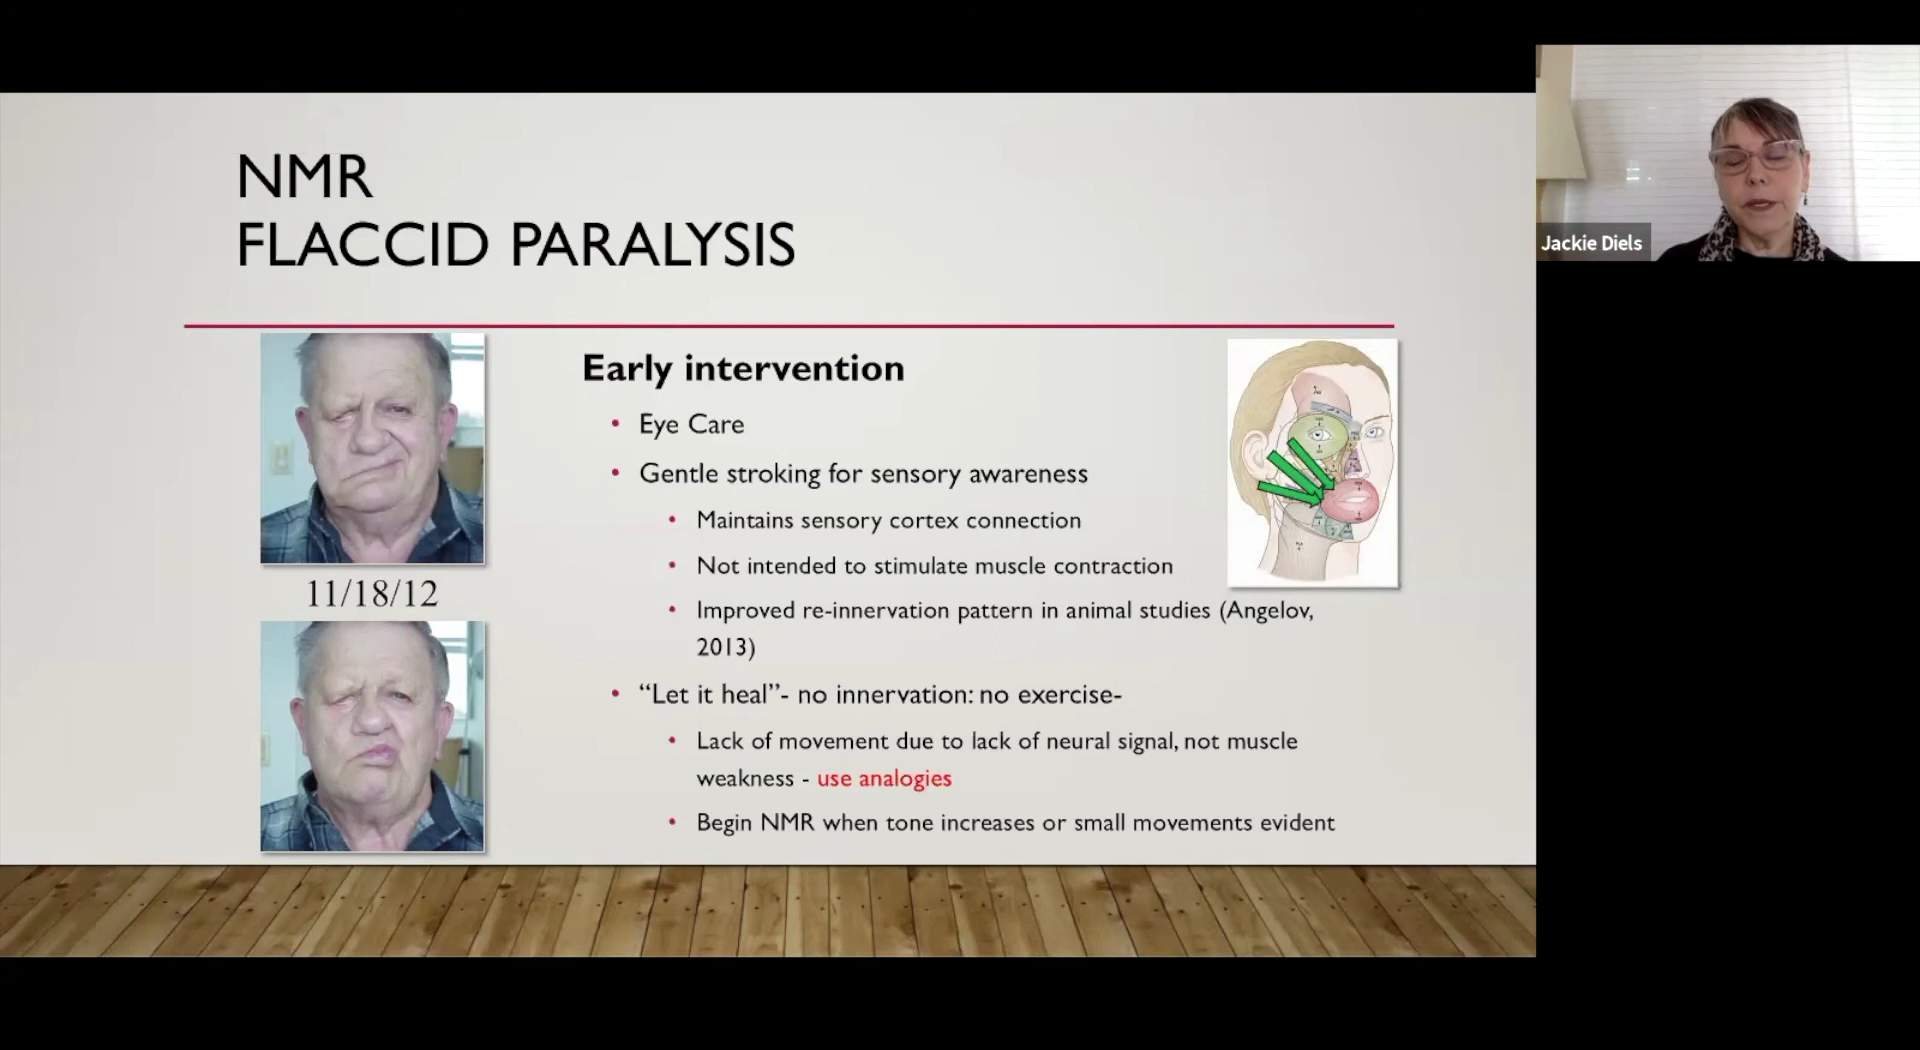 NMR
FLACCID PARALYSIS
Jackie Diels
Early intervention
• Eye Care
• Gentle stroking for sensory awareness
• Maintains sensory cortex connection
• Not intended to stimulate muscle contraction
• Improved re-innervation pattern in animal studies (Angelov,
2013)
• “Let it heal”- no innervation: no exercise-
• Lack of movement due to lack of neural signal, not muscle
weakness - use analogies
• Begin NMR when tone increases or small movements evident
11/18/12